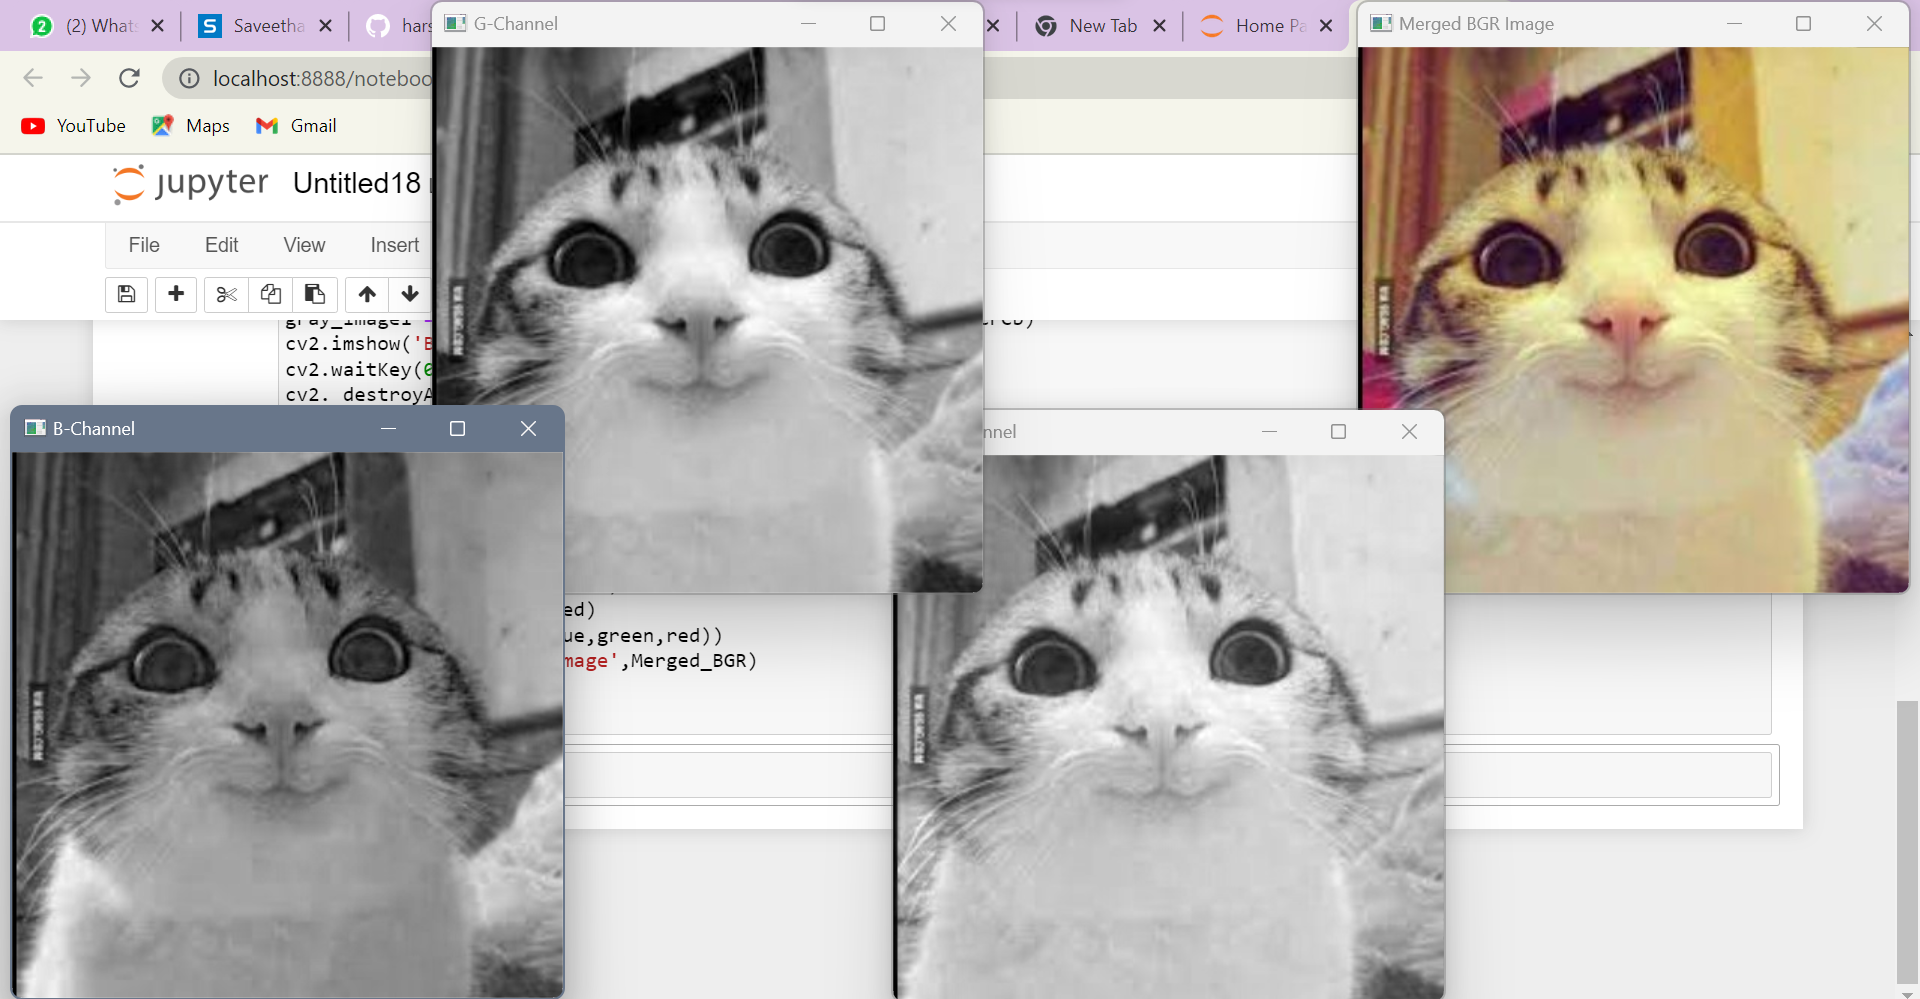 (2) Whats
Saveetha
hars
New Tab
Home Pa
localhost:8888/noteboo
YouTube
Maps
Gmail
jupyter
Untitled18
File
Edit
View
Insert
G-Channel
Merged BGR Image
gray_image1
cv2.imshow('B
cv2.waitKey(0
cv2. destroyA
B-Channel
nnel
ed)
ue,green,red))
mage',Merged_BGR)